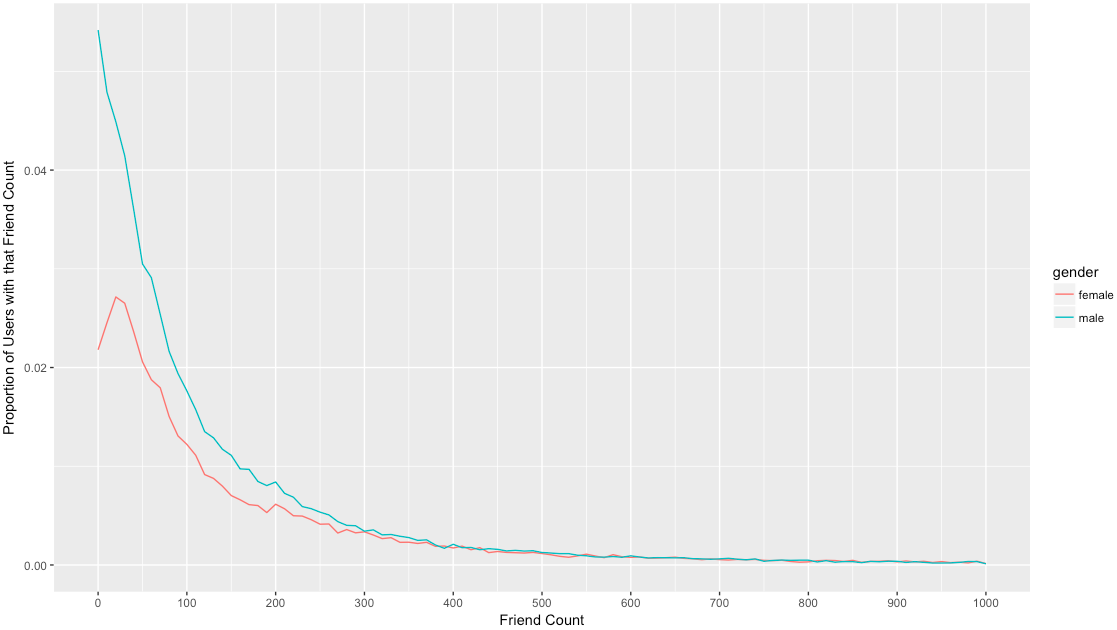 Proportion of Users with that Friend Count
0.04
0.02
0.00
0 100 200 300 400 500 600 700 800 900 1000
Friend Count
gender
female
male